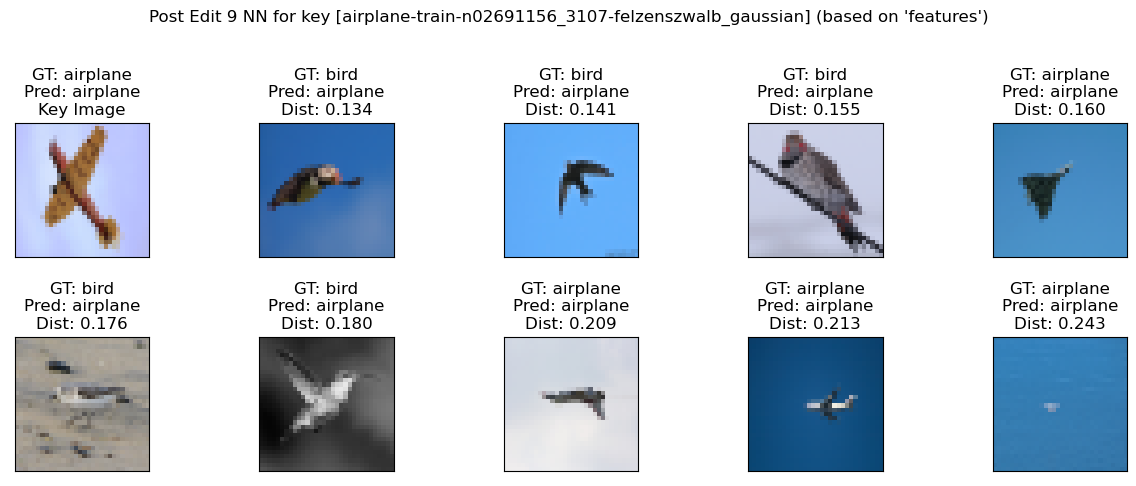 Post Edit 9 NN for key [airplane-train-n02691156_3107-felzenszwalb_gaussian] (based on 'features')
GT: airplane
Pred: airplane
Key Image
GT: bird
Pred: airplane
Dist: 0.134
GT: bird
Pred: airplane
Dist: 0.141
GT: bird
Pred: airplane
Dist: 0.155
GT: airplane
Pred: airplane
Dist: 0.160
GT: bird
Pred: airplane
Dist: 0.176
GT: bird
Pred: airplane
Dist: 0.180
GT: airplane
Pred: airplane
Dist: 0.209
GT: airplane
Pred: airplane
Dist: 0.213
GT: airplane
Pred: airplane
Dist: 0.243